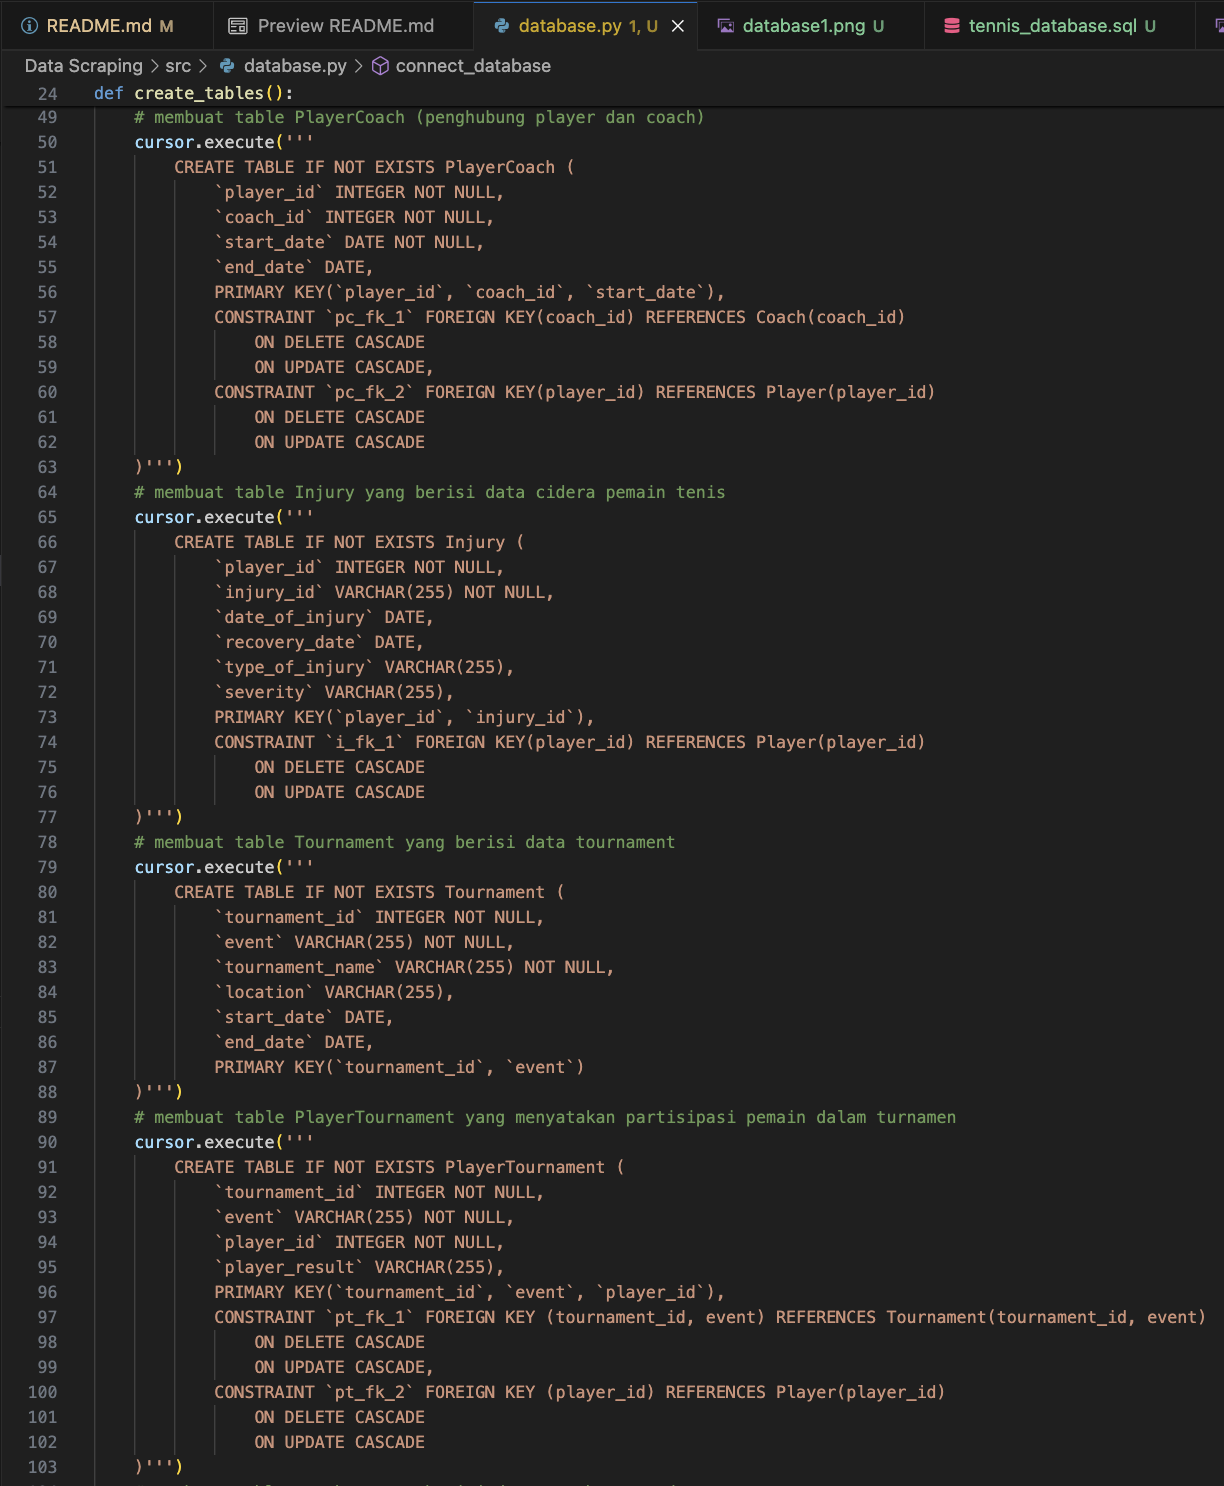 README.md M
Preview README.md
database.py 1, U
database1.png U
tennis_database.sql U
Data Scraping > src > database.py > connect_database
24 def create_tables():
49 # membuat table PlayerCoach (penghubung player dan coach)
50 cursor.execute('''
51 CREATE TABLE IF NOT EXISTS PlayerCoach (
52 `player_id` INTEGER NOT NULL,
53 `coach_id` INTEGER NOT NULL,
54 `start_date` DATE NOT NULL,
55 `end_date` DATE,
56 PRIMARY KEY(`player_id`, `coach_id`, `start_date`),
57 CONSTRAINT `pc_fk_1` FOREIGN KEY(coach_id) REFERENCES Coach(coach_id)
58 ON DELETE CASCADE
59 ON UPDATE CASCADE,
60 CONSTRAINT `pc_fk_2` FOREIGN KEY(player_id) REFERENCES Player(player_id)
61 ON DELETE CASCADE
62 ON UPDATE CASCADE
63 )''')
64 # membuat table Injury yang berisi data cidera pemain tenis
65 cursor.execute('''
66 CREATE TABLE IF NOT EXISTS Injury (
67 `player_id` INTEGER NOT NULL,
68 `injury_id` VARCHAR(255) NOT NULL,
69 `date_of_injury` DATE,
70 `recovery_date` DATE,
71 `type_of_injury` VARCHAR(255),
72 `severity` VARCHAR(255),
73 PRIMARY KEY(`player_id`, `injury_id`),
74 CONSTRAINT `i_fk_1` FOREIGN KEY(player_id) REFERENCES Player(player_id)
75 ON DELETE CASCADE
76 ON UPDATE CASCADE
77 )''')
78 # membuat table Tournament yang berisi data tournament
79 cursor.execute('''
80 CREATE TABLE IF NOT EXISTS Tournament (
81 `tournament_id` INTEGER NOT NULL,
82 `event` VARCHAR(255) NOT NULL,
83 `tournament_name` VARCHAR(255) NOT NULL,
84 `location` VARCHAR(255),
85 `start_date` DATE,
86 `end_date` DATE,
87 PRIMARY KEY(`tournament_id`, `event`)
88 )''')
89 # membuat table PlayerTournament yang menyatakan partisipasi pemain dalam turnamen
90 cursor.execute('''
91 CREATE TABLE IF NOT EXISTS PlayerTournament (
92 `tournament_id` INTEGER NOT NULL,
93 `event` VARCHAR(255) NOT NULL,
94 `player_id` INTEGER NOT NULL,
95 `player_result` VARCHAR(255),
96 PRIMARY KEY(`tournament_id`, `event`, `player_id`),
97 CONSTRAINT `pt_fk_1` FOREIGN KEY (tournament_id, event) REFERENCES Tournament(tournament_id, event)
98 ON DELETE CASCADE
99 ON UPDATE CASCADE,
100 CONSTRAINT `pt_fk_2` FOREIGN KEY (player_id) REFERENCES Player(player_id)
101 ON DELETE CASCADE
102 ON UPDATE CASCADE
103 )''')